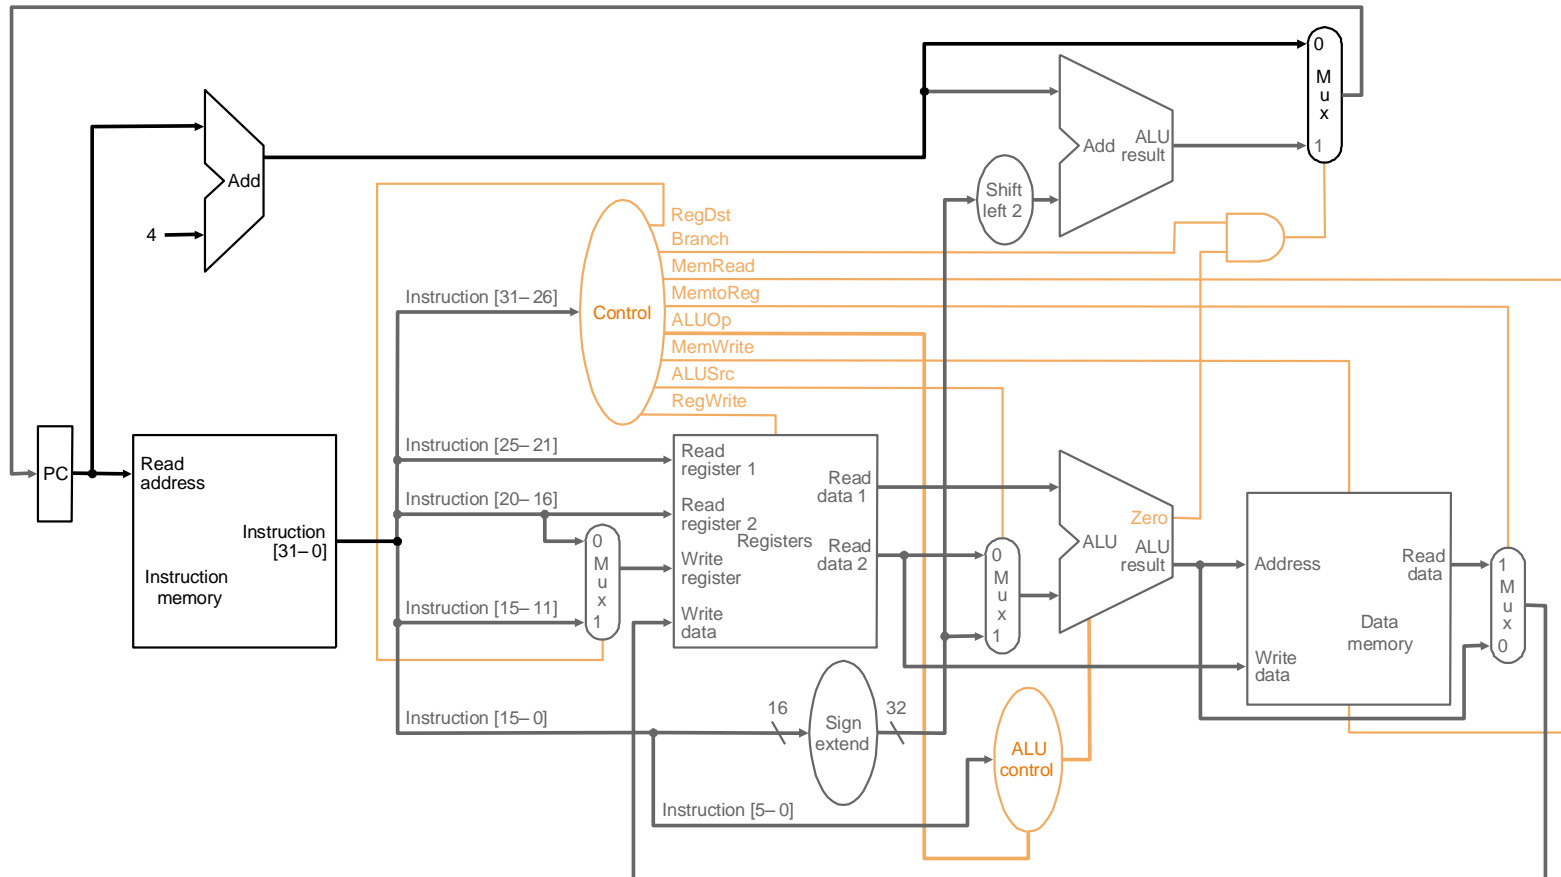 0
M
u
x
1
Add
ALU
result
Add
4
Shift
left 2
RegDst
Branch
MemRead
MemtoReg
ALUOp
MemWrite
ALUSrc
RegWrite
Control
Instruction [31–26]
Instruction [25–21]
Instruction [20–16]
Instruction [15–11]
Instruction [15–0]
Instruction [5–0]
PC
Read
address
Instruction
[31–0]
Instruction
memory
0
M
u
x
1
Read
register 1
Read
register 2
Write
register
Write
data
Registers
Read
data 1
Read
data 2
0
M
u
x
1
Zero
ALU
ALU
result
Address
Write
data
Read
data
Data
memory
1
M
u
x
0
16
Sign
extend
32
ALU
control